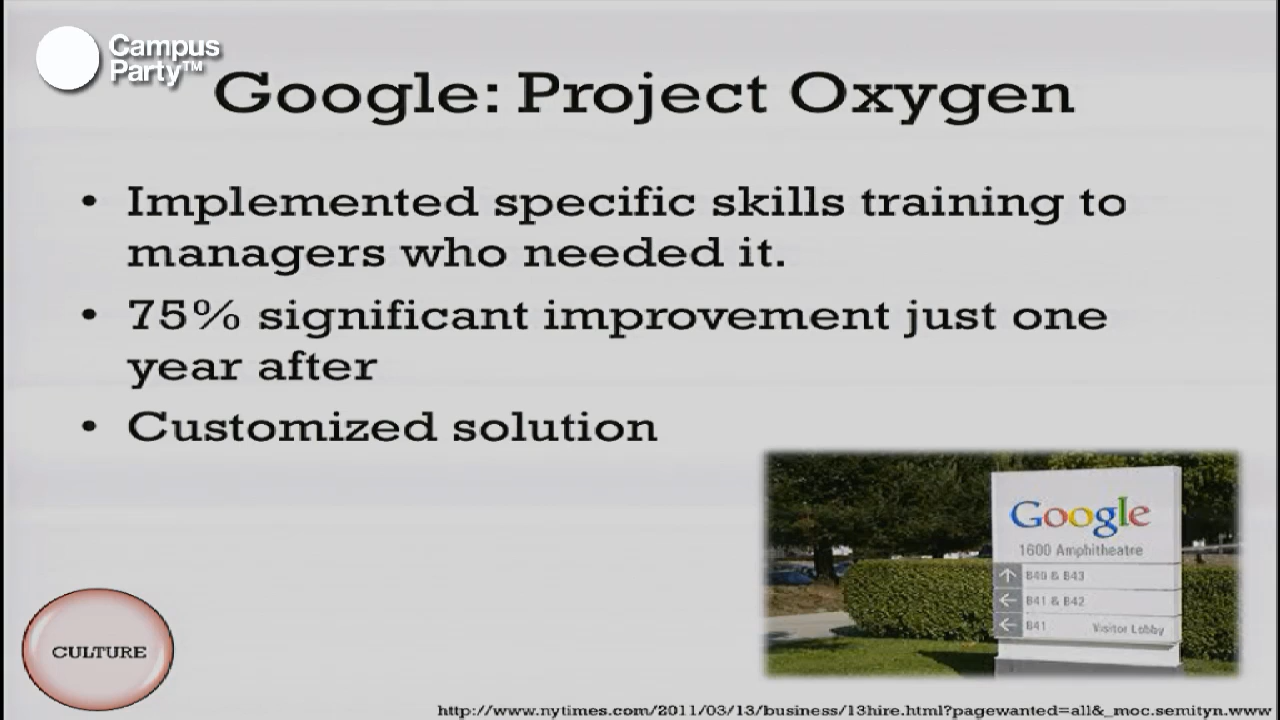 Campus
Party™
Google: Project Oxygen
• Implemented specific skills training to
managers who needed it.
• 75% significant improvement just one
year after
• Customized solution
Google
1600 Amphitheatre
B40 & B43
B41 & B42
B41 Visitor Lobby
CULTURE
http://www.nytimes.com/2011/03/13/business/13hire.html?pagewanted=all&_moc.semityn.www